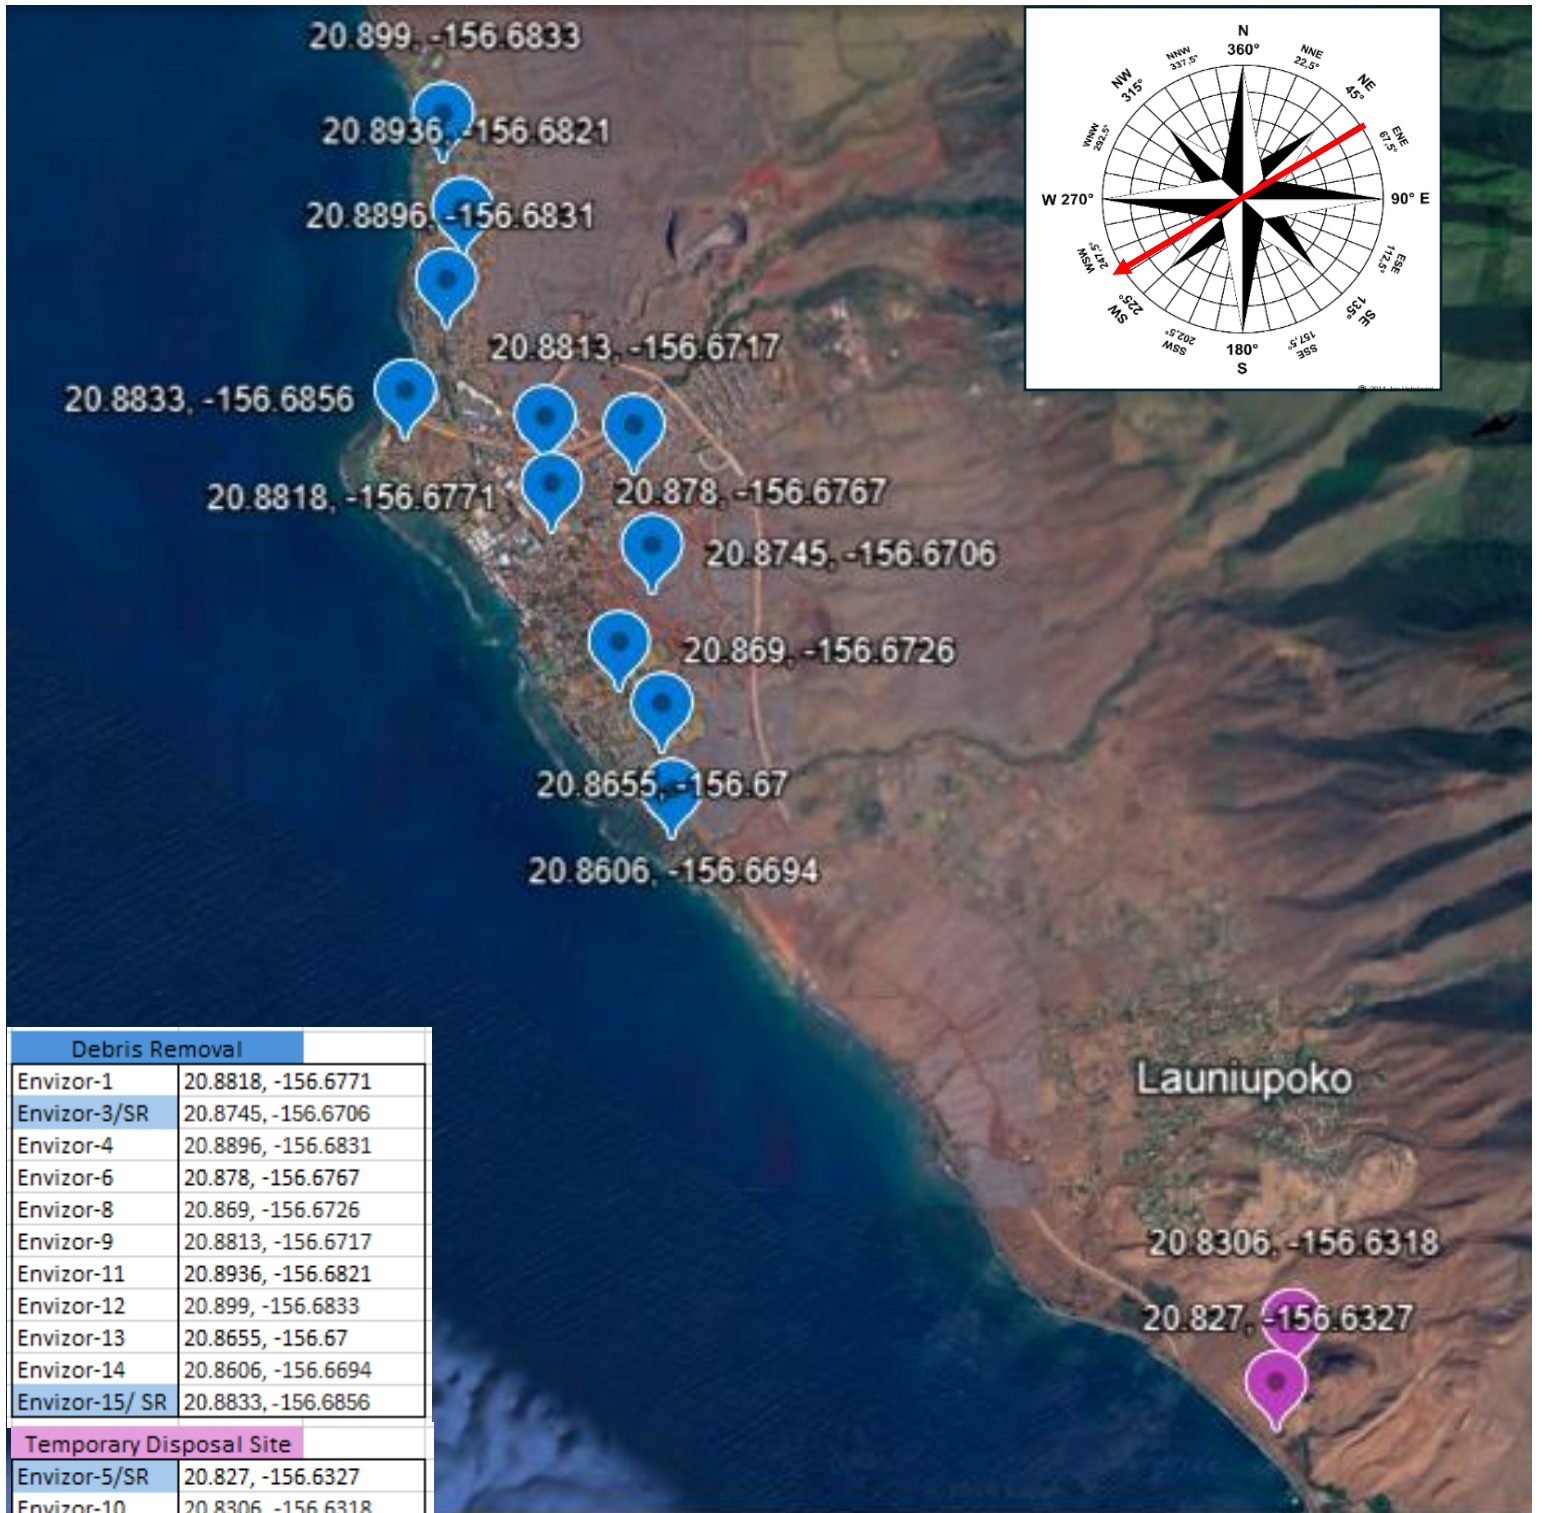 20.899, -156.6833
20.8936, -156.6821
20.8896, -156.6831
20.8813, -156.6717
20.8833, -156.6856
20.8818, -156.6771
20.878, -156.6767
20.8745, -156.6706
20.869, -156.6726
20.8655, -156.67
20.8606, -156.6694
Launiupoko
20.8306, -156.6318
20.827, -156.6327
N
360°
NNE
22,5°
NE
45°
ENE
67,5°
90° E
ESE
112,5°
SE
135°
SSE
157,5°
180°
S
SSW
202,5°
SW
225°
WSW
247,5°
W 270°
WNW
292,5°
NW
315°
NNW
337,5°
Debris Removal
Envizor-1 20.8818, -156.6771
Envizor-3/SR 20.8745, -156.6706
Envizor-4 20.8896, -156.6831
Envizor-6 20.878, -156.6767
Envizor-8 20.869, -156.6726
Envizor-9 20.8813, -156.6717
Envizor-11 20.8936, -156.6821
Envizor-12 20.899, -156.6833
Envizor-13 20.8655, -156.67
Envizor-14 20.8606, -156.6694
Envizor-15/ SR 20.8833, -156.6856
Temporary Disposal Site
Envizor-5/SR 20.827, -156.6327
Envizor-10 20.8306, -156.6318